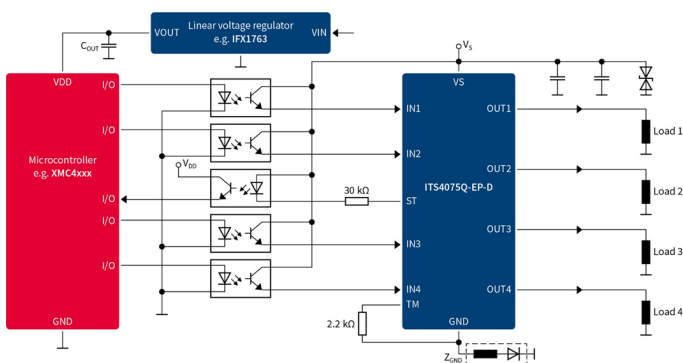 Linear voltage regulator
VOUT
e.g. IFX1763
VIN
COUT
VS
VDD
I/O
VS
IN1
OUT1
Load 1
I/O
IN2
Microcontroller
e.g. XMC4xxx
VDD
OUT2
ITS4075Q-EP-D
Load 2
I/O
30 kΩ
ST
I/O
OUT3
IN3
Load 3
I/O
IN4
OUT4
TM
Load 4
GND
2.2 kΩ
GND
ZGND